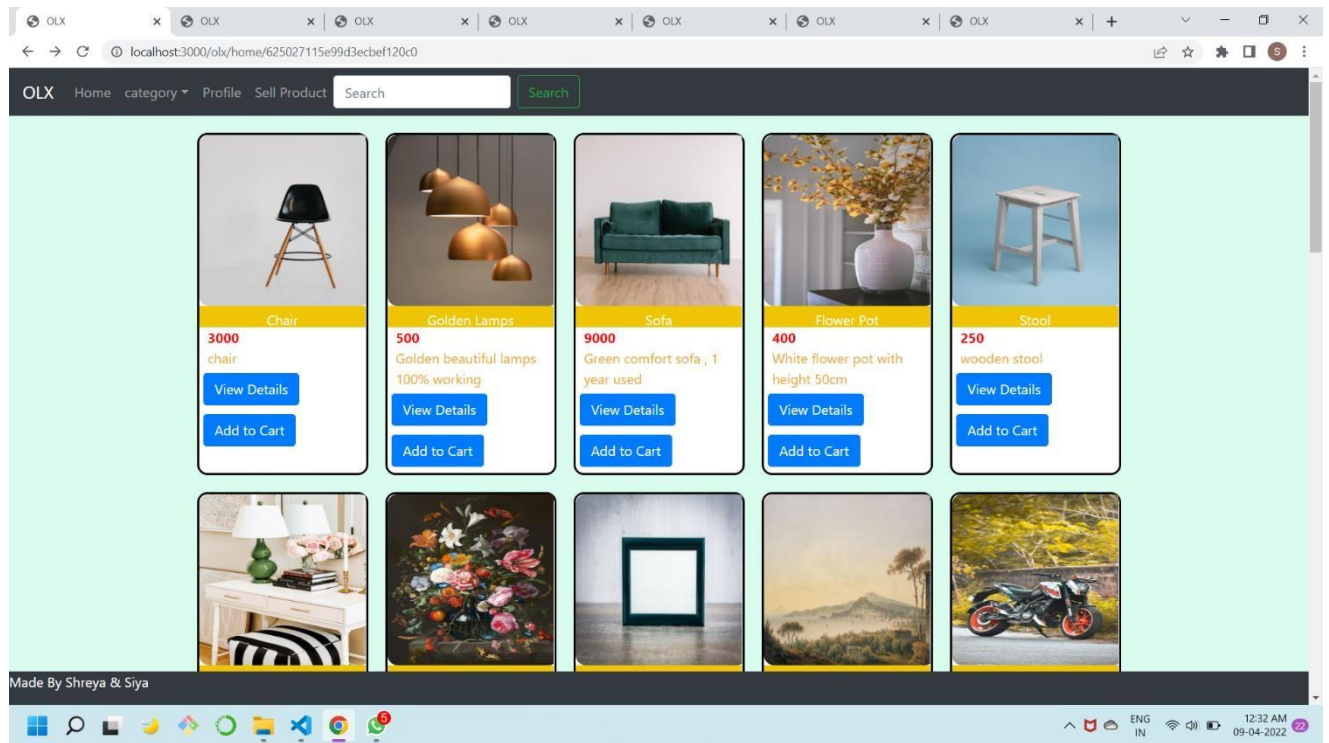 OLX OLX OLX OLX OLX OLX OLX
localhost:3000/olx/home/625027115e99d3ecbef120c0 S
OLX Home category Profile Sell Product Search Search
Chair Golden Lamps Sofa Flower Pot Stool
3000 500 9000 400 250
chair Golden beautiful lamps Green comfort sofa , 1 White flower pot with wooden stool
100% working year used height 50cm
View Details View Details View Details View Details View Details
Add to Cart Add to Cart Add to Cart Add to Cart Add to Cart
Made By Shreya & Siya
5
ENG 12:32 AM
IN 09-04-2022 22